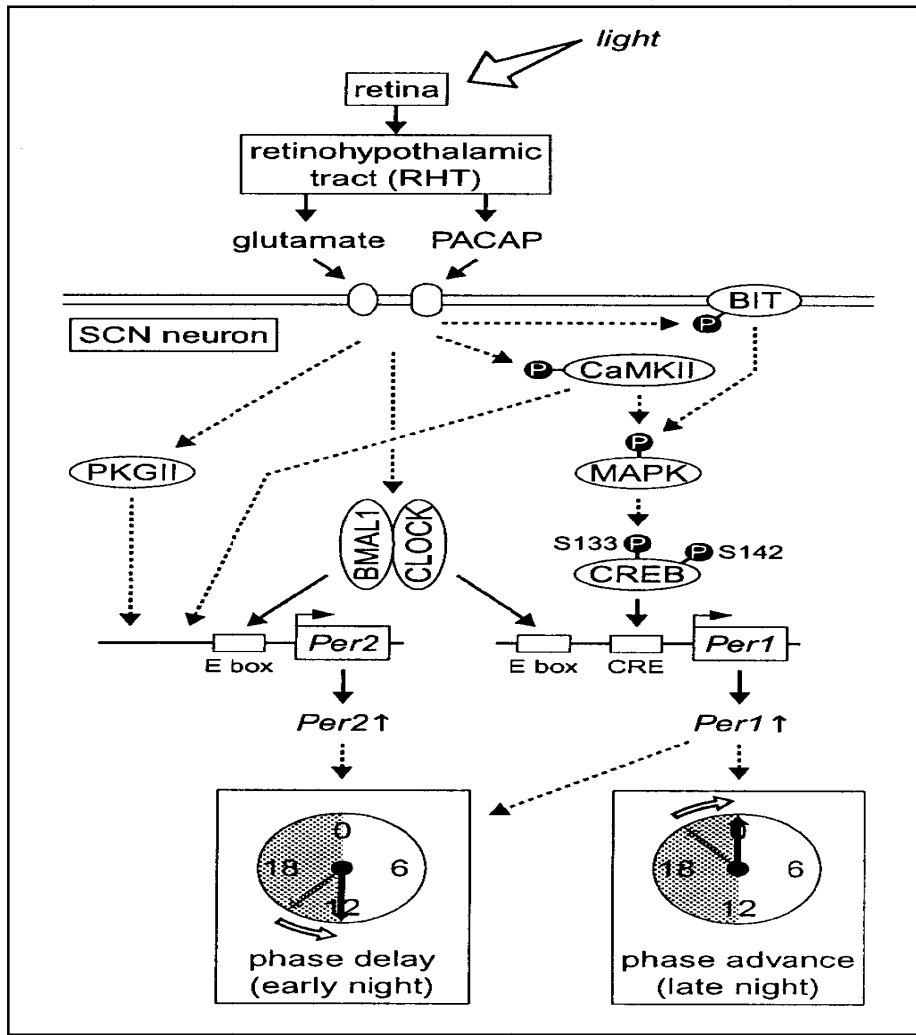 light
retina
retinohypothalamic
tract (RHT)
glutamate
PACAP
BIT
P
SCN neuron
P
CaMKII
P
PKGII
MAPK
BMAL1
CLOCK
S133
P
P
S142
CREB
Per2
Per1
E box
E box
CRE
Per2↑
Per1↑
0
18
6
12
0
18
6
12
phase delay
(early night)
phase advance
(late night)